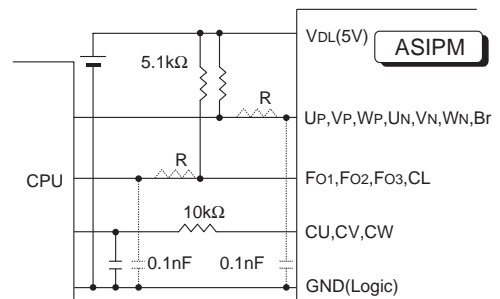 VDL(5V)
ASIPM
5.1kΩ
R
UP,VP,WP,UN,VN,WN,Br
R
CPU
FO1,FO2,FO3,CL
10kΩ
CU,CV,CW
0.1nF
0.1nF
GND(Logic)